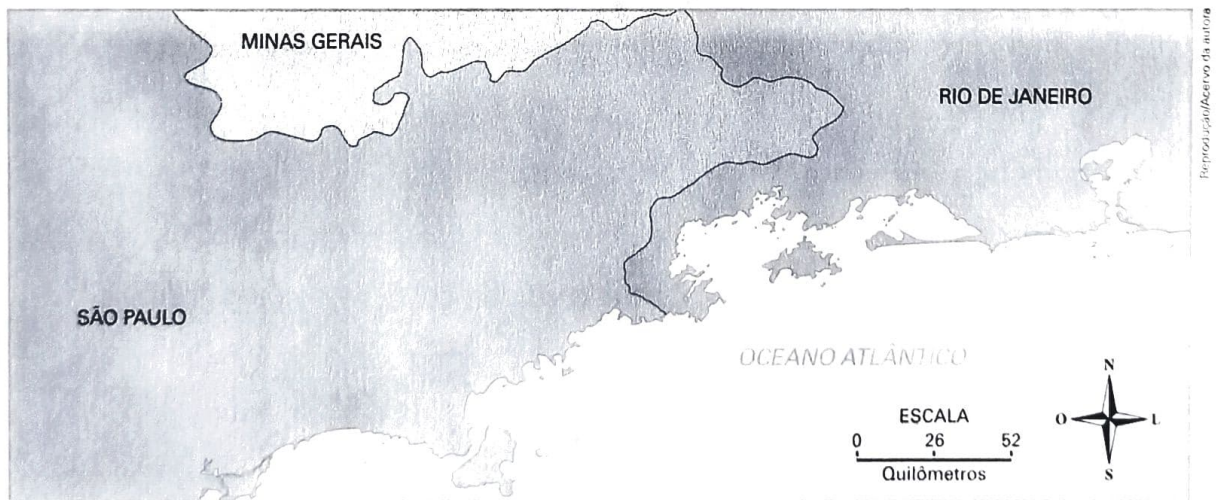 MINAS GERAIS
RIO DE JANEIRO
Reprodução/Acervo da autora
SÃO PAULO
OCEANO ATLÂNTICO
ESCALA
0 26 52
Quilômetros
N
O L
S